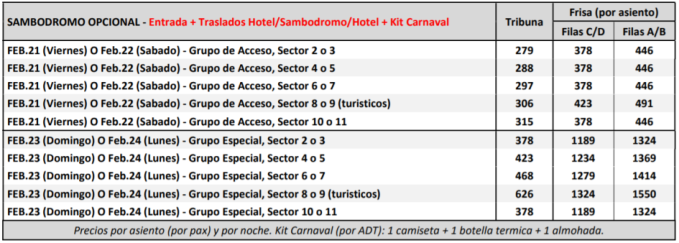 SAMBODROMO OPCIONAL - Entrada + Traslados Hotel/Sambodromo/Hotel + Kit Carnaval Tribuna Frisa (por asiento)
Filas C/D Filas A/B
FEB.21 (Viernes) O Feb.22 (Sabado) - Grupo de Acceso, Sector 2 o 3 279 378 446
FEB.21 (Viernes) O Feb.22 (Sabado) - Grupo de Acceso, Sector 4 o 5 288 378 446
FEB.21 (Viernes) O Feb.22 (Sabado) - Grupo de Acceso, Sector 6 o 7 297 378 446
FEB.21 (Viernes) O Feb.22 (Sabado) - Grupo de Acceso, Sector 8 o 9 (turisticos) 306 423 491
FEB.21 (Viernes) O Feb.22 (Sabado) - Grupo de Acceso, Sector 10 o 11 315 378 446
FEB.23 (Domingo) O Feb.24 (Lunes) - Grupo Especial, Sector 2 o 3 378 1189 1324
FEB.23 (Domingo) O Feb.24 (Lunes) - Grupo Especial, Sector 4 o 5 423 1234 1369
FEB.23 (Domingo) O Feb.24 (Lunes) - Grupo Especial, Sector 6 o 7 468 1279 1414
FEB.23 (Domingo) O Feb.24 (Lunes) - Grupo Especial, Sector 8 o 9 (turisticos) 626 1324 1550
FEB.23 (Domingo) O Feb.24 (Lunes) - Grupo Especial, Sector 10 o 11 378 1189 1324
Precios por asiento (por pax) y por noche. Kit Carnaval (por ADT): 1 camiseta + 1 botella termica + 1 almohada.